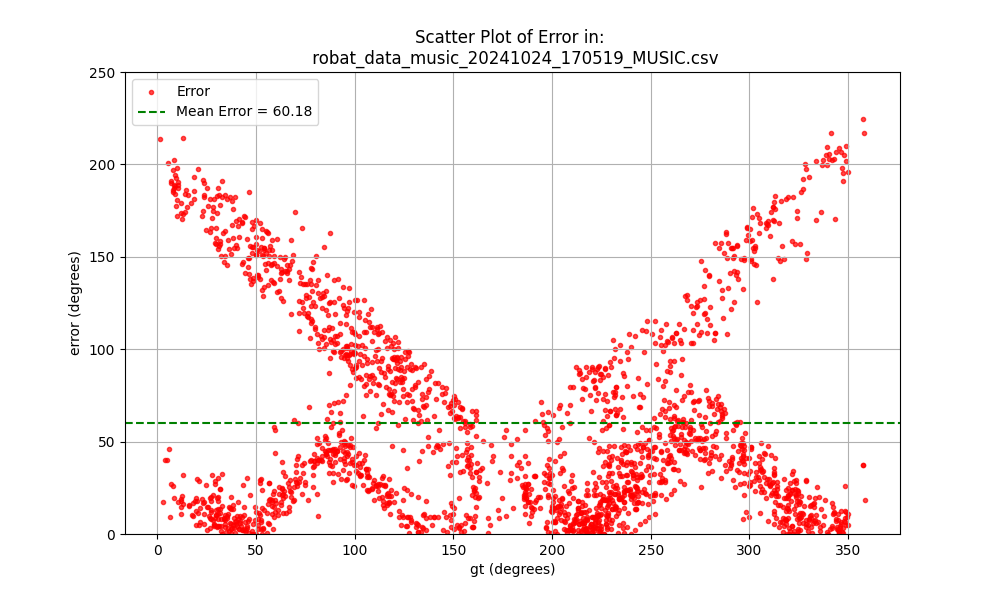 Scatter Plot of Error in:
robat_data_music_20241024_170519_MUSIC.csv
250
200
150
100
50
0
error (degrees)
Error
Mean Error = 60.18
0
50
100
150
200
250
300
350
gt (degrees)